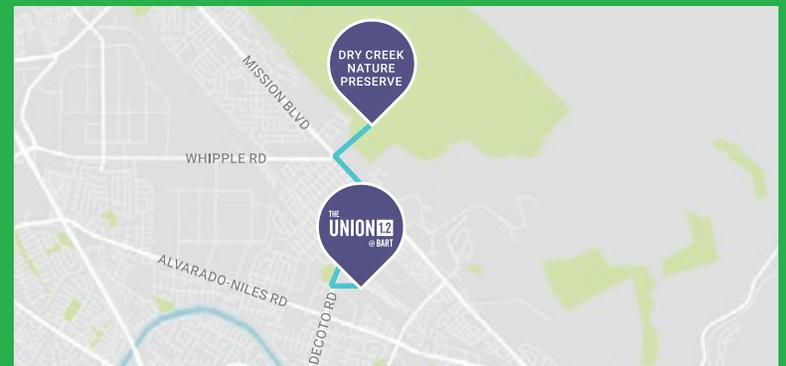 DRY CREEK
NATURE
PRESERVE
MISSION BLVD
WHIPPLE RD
THE
UNION 1.2
@ BART
ALVARADO-NILES RD
DECOTO RD